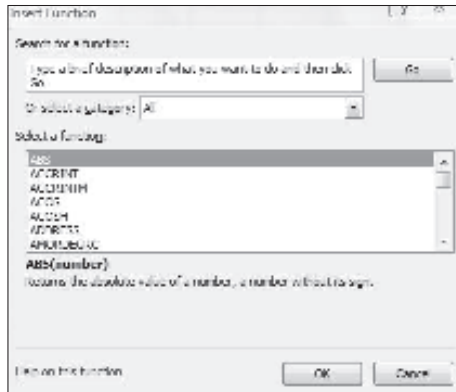 Insert Function
Search for a function:
Type a brief description of what you want to do and then click
Go
Go
Or select a category: All
Select a function:
ABS
ACCRINT
ACCRINTM
ACOS
ACOSH
ADDRESS
AMORDEGRC
ABS(number)
Returns the absolute value of a number, a number without its sign.
Help on this function
OK
Cancel